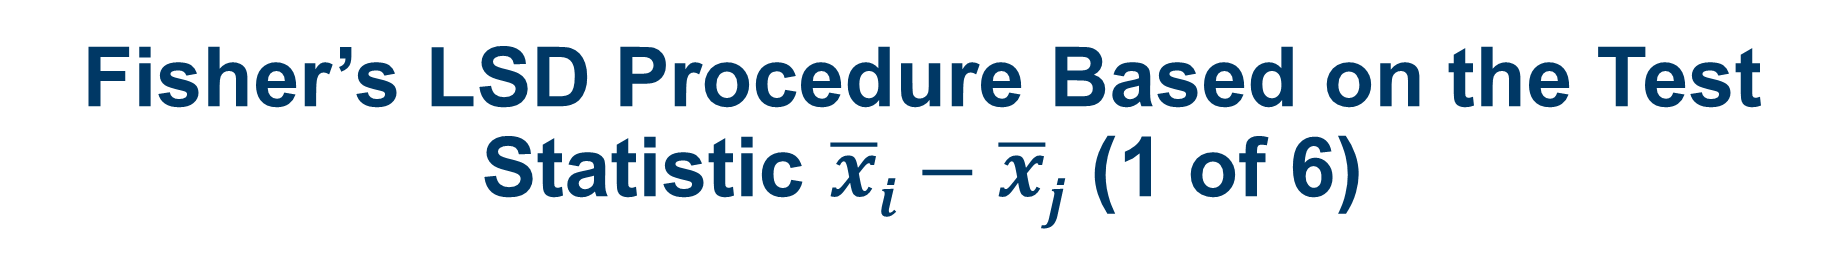 Fisher’s LSD Procedure Based on the Test
Statistic x̅ᵢ − x̅ⱼ (1 of 6)